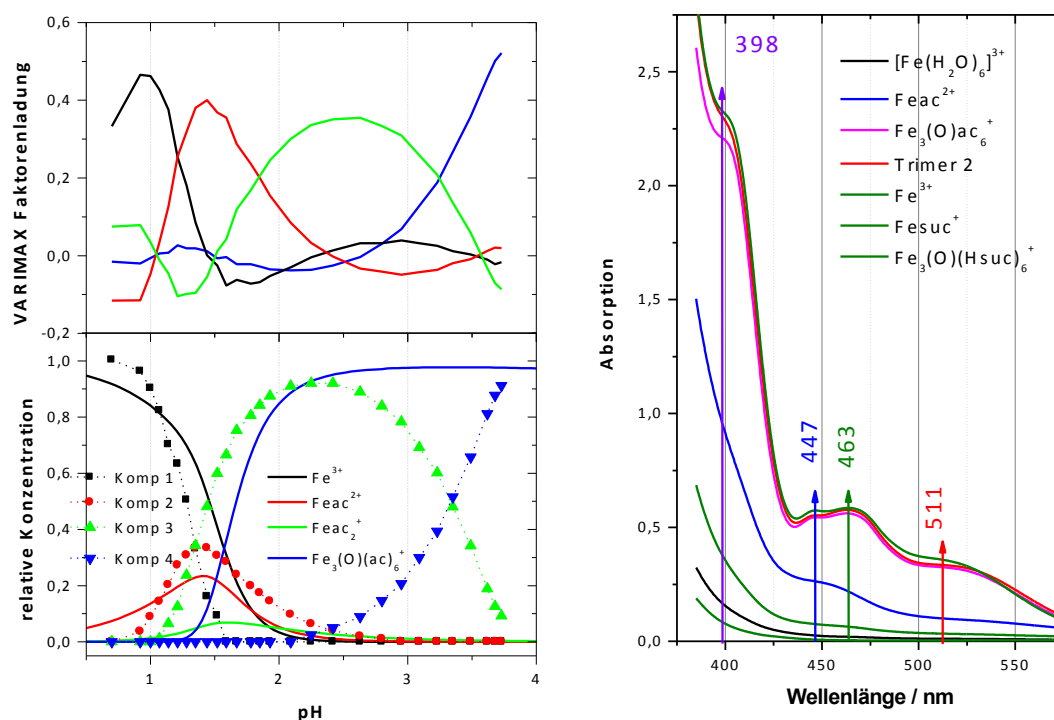 0,6
0,4
0,2
0,0
-0,2
VARIMAX Faktorenladung
1,0
0,8
0,6
0,4
0,2
0,0
relative Konzentration
Komp 1
Komp 2
Komp 3
Komp 4
Fe³⁺
Feac²⁺
Feac₂⁺
Fe₃(O)(ac)₆⁺
1 2 3 4
pH
2,5
2,0
1,5
1,0
0,5
0,0
Absorption
398
447
463
511
[Fe(H₂O)₆]³⁺
Feac²⁺
Fe₃(O)ac₆⁺
Trimer 2
Fe³⁺
Fesuc⁺
Fe₃(O)(Hsuc)₆⁺
400 450 500 550
Wellenlänge / nm